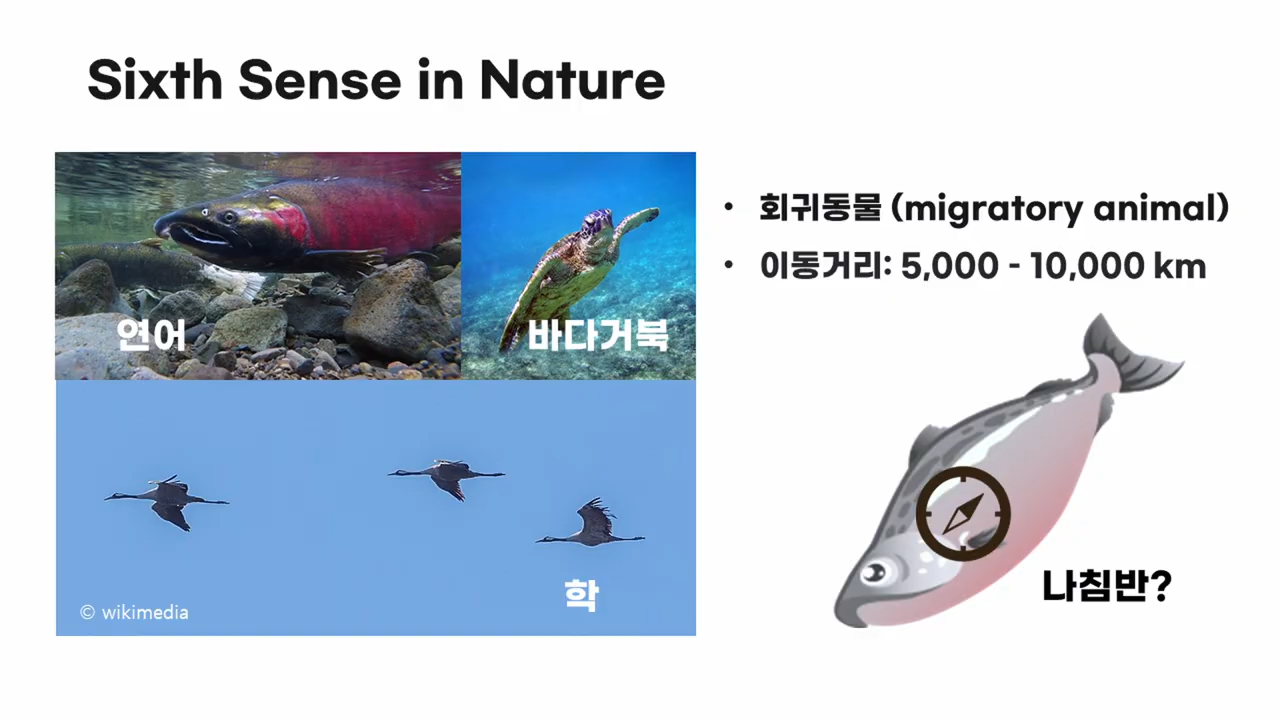 Sixth Sense in Nature
연어
바다거북
학
© wikimedia
• 회귀동물 (migratory animal)
• 이동거리: 5,000 - 10,000 km
나침반?